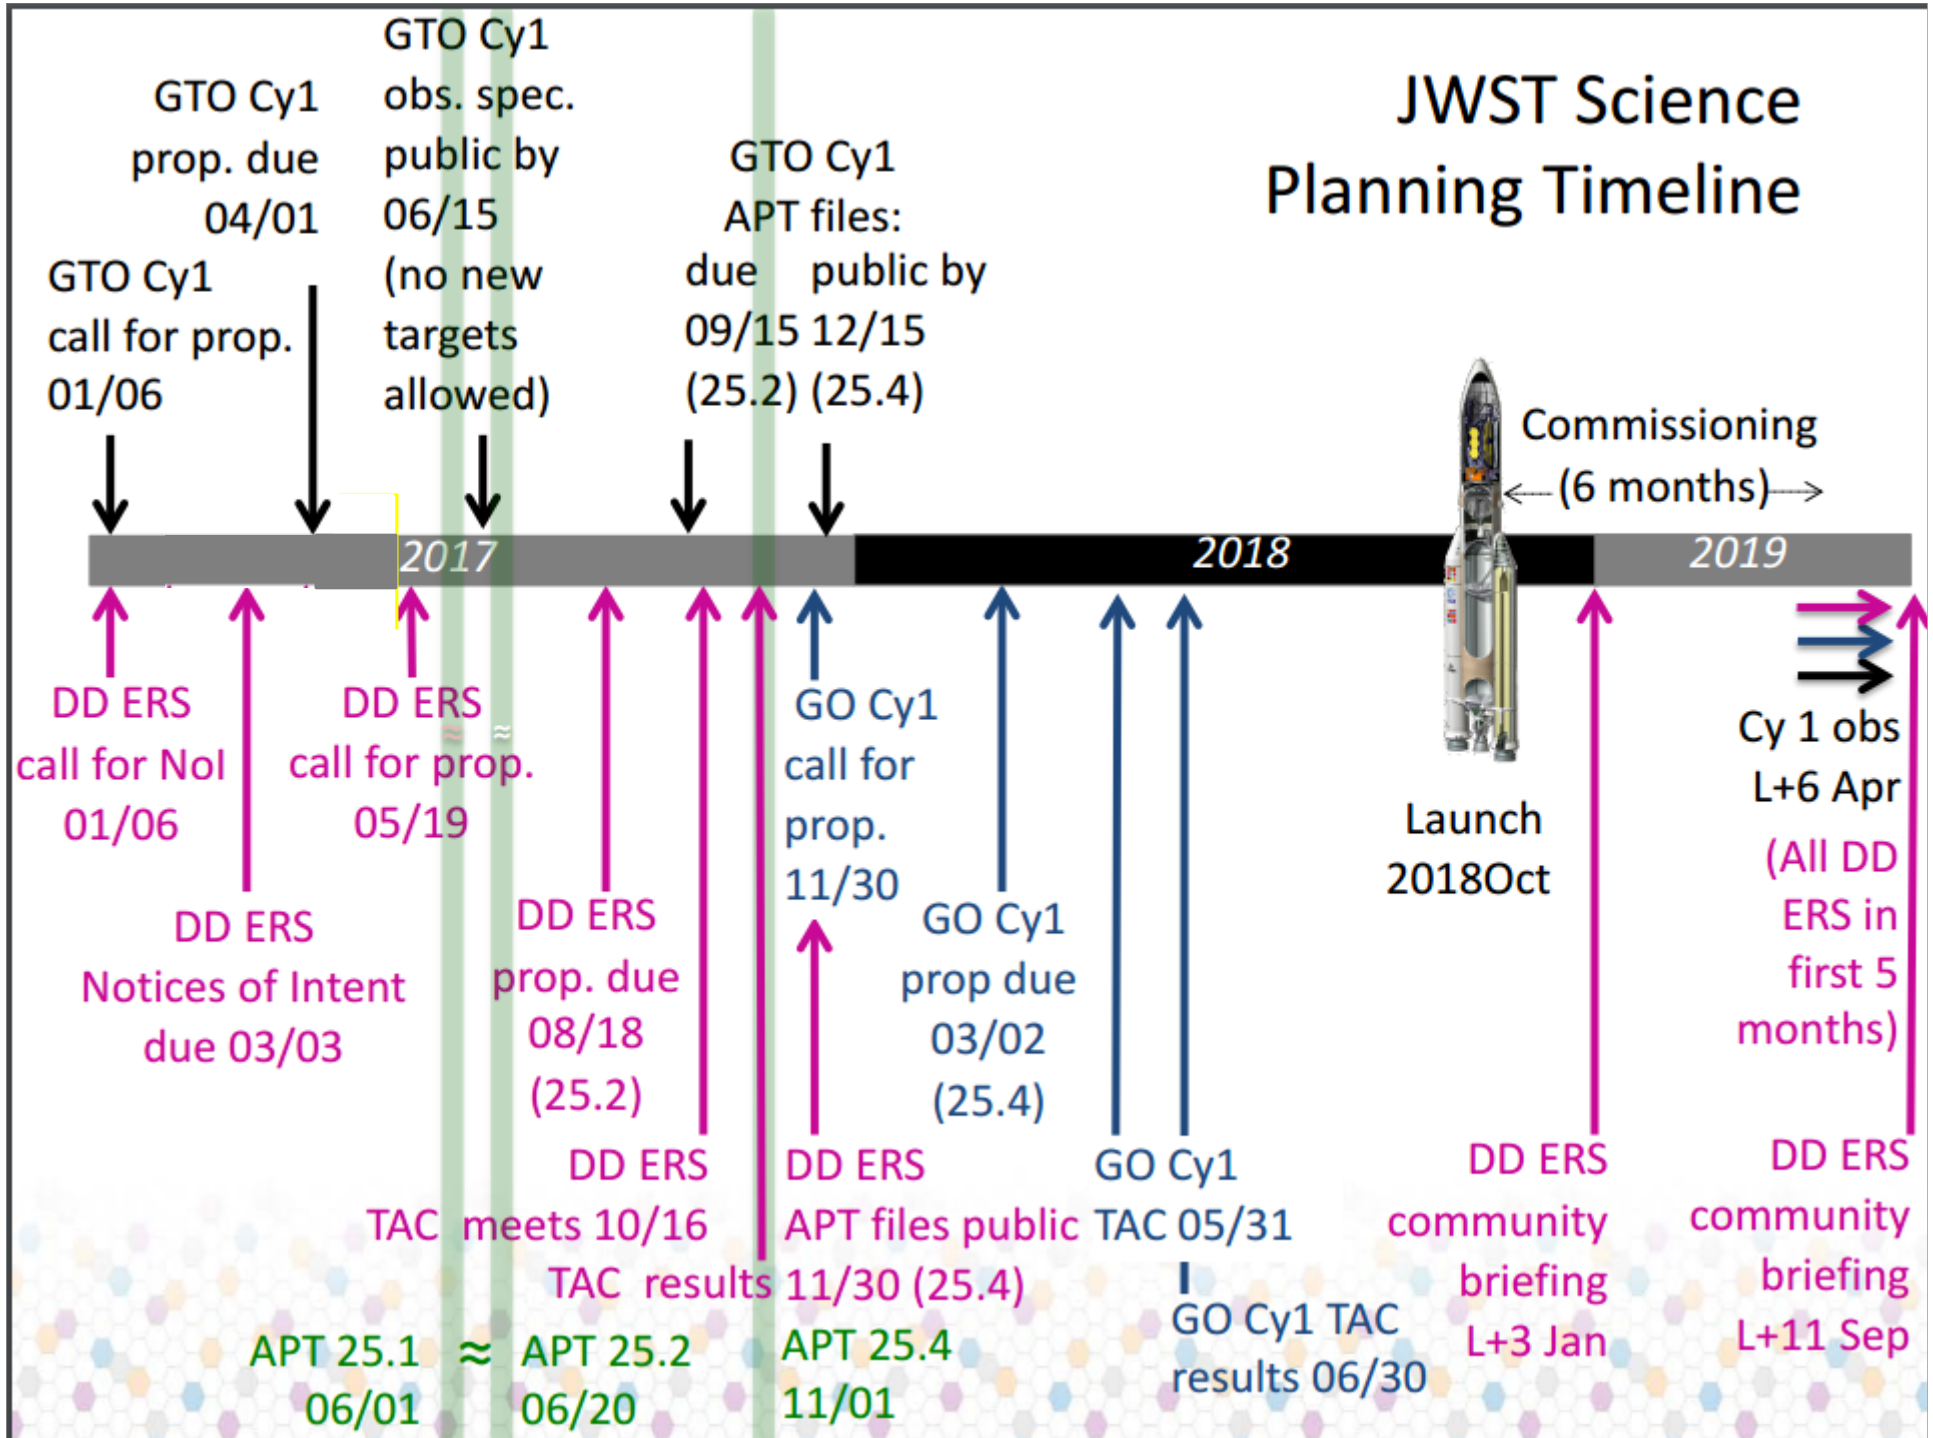 JWST Science
Planning Timeline
GTO Cy1
call for prop.
01/06
GTO Cy1
prop. due
04/01
GTO Cy1
obs. spec.
public by
06/15
(no new
targets
allowed)
GTO Cy1
APT files:
due public by
09/15 12/15
(25.2) (25.4)
Commissioning
(6 months)
2017
2018
2019
DD ERS
call for NoI
01/06
DD ERS
Notices of Intent
due 03/03
DD ERS
≈ ≈
call for prop.
05/19
DD ERS
prop. due
08/18
(25.2)
DD ERS
TAC meets 10/16
TAC results
GO Cy1
call for
prop.
11/30
DD ERS
APT files public
11/30 (25.4)
GO Cy1
prop due
03/02
(25.4)
GO Cy1
TAC 05/31
GO Cy1 TAC
results 06/30
Launch
2018Oct
DD ERS
community
briefing
L+3 Jan
Cy 1 obs
L+6 Apr
(All DD
ERS in
first 5
months)
DD ERS
community
briefing
L+11 Sep
APT 25.1 ≈ APT 25.2
06/01 06/20
APT 25.4
11/01